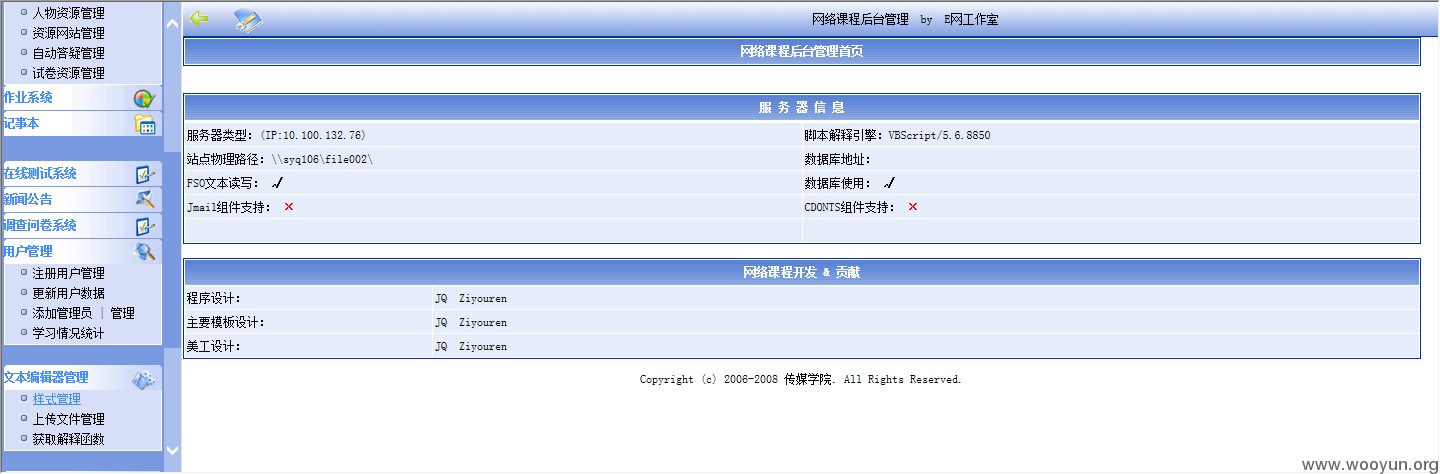 人物资源管理
资源网站管理
自动答疑管理
试卷资源管理
作业系统
记事本
在线测试系统
新闻公告
调查问卷系统
用户管理
注册用户管理
更新用户数据
添加管理员 | 管理
学习情况统计
文本编辑器管理
样式管理
上传文件管理
获取解释函数
网络课程后台管理 by E网工作室
网络课程后台管理首页
服 务 器 信 息
服务器类型: (IP:10.100.132.76) 脚本解释引擎: VBScript/5.6.8850
站点物理路径: \\syq106\file002\ 数据库地址:
FSO文本读写: √ 数据库使用: √
Jmail组件支持: × CDONTS组件支持: ×
网络课程开发 & 贡献
程序设计: JQ Ziyouren
主要模板设计: JQ Ziyouren
美工设计: JQ Ziyouren
Copyright (c) 2006-2008 传媒学院. All Rights Reserved.
www.wooyun.org